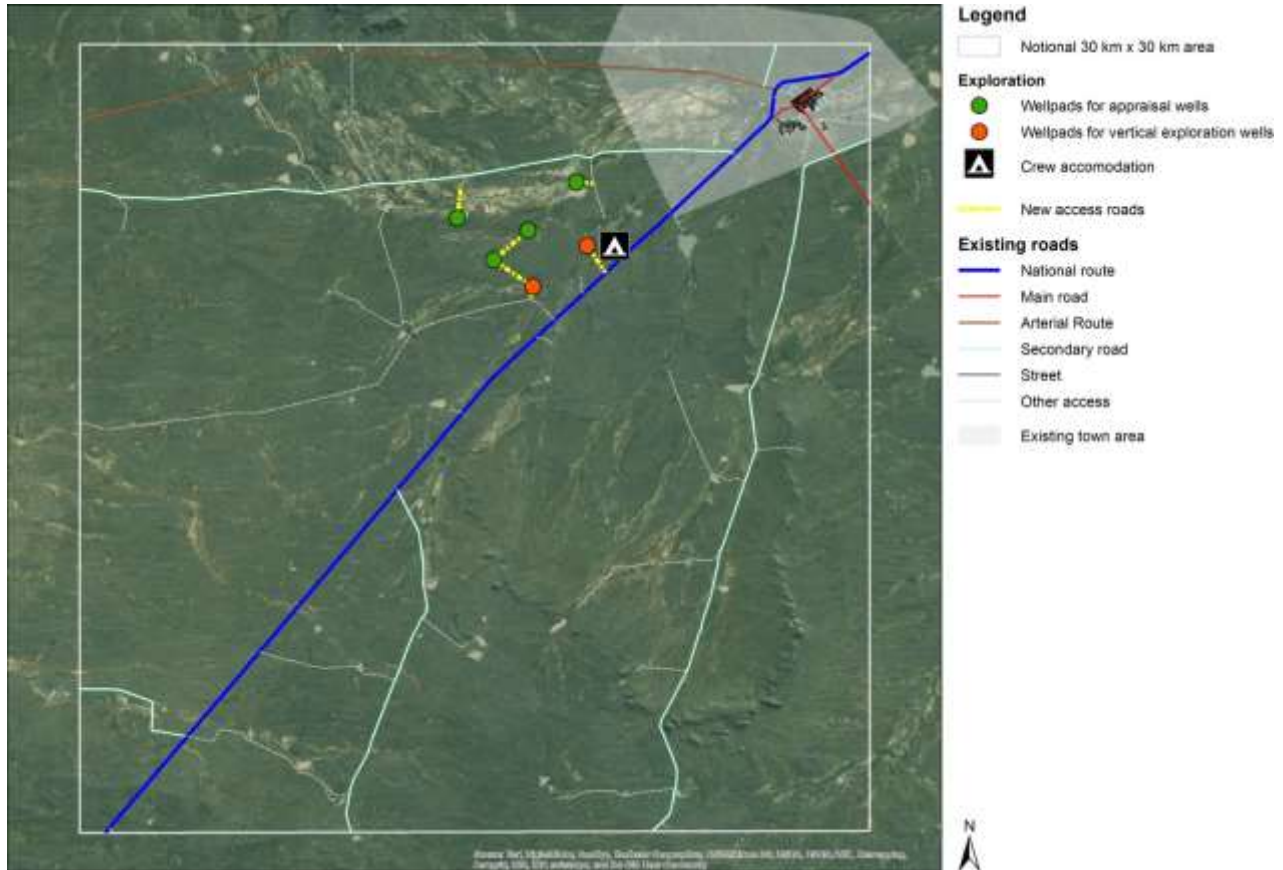 Legend
Notional 30 km x 30 km area
Exploration
Wellpads for appraisal wells
Wellpads for vertical exploration wells
Crew accomodation
New access roads
Existing roads
National route
Main road
Arterial Route
Secondary road
Street
Other access
Existing town area
N